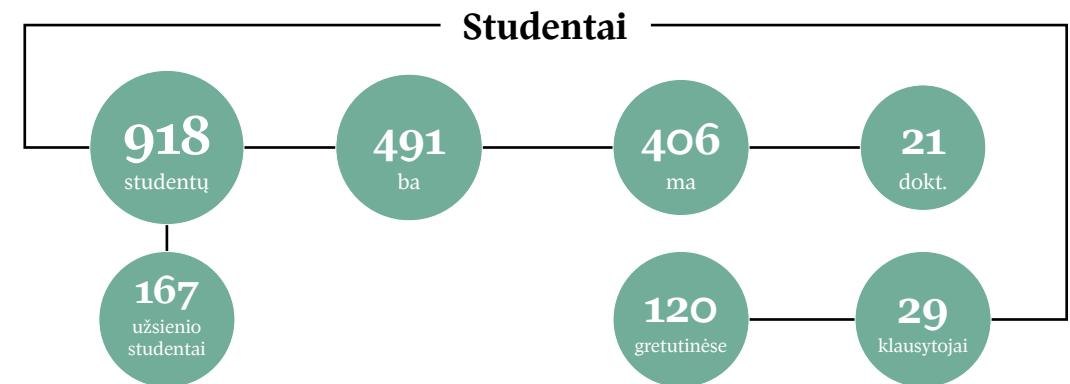 Studentai
918
studentų
491
ba
406
ma
21
dokt.
167
užsienio
studentai
120
gretutinėse
29
klausytojai